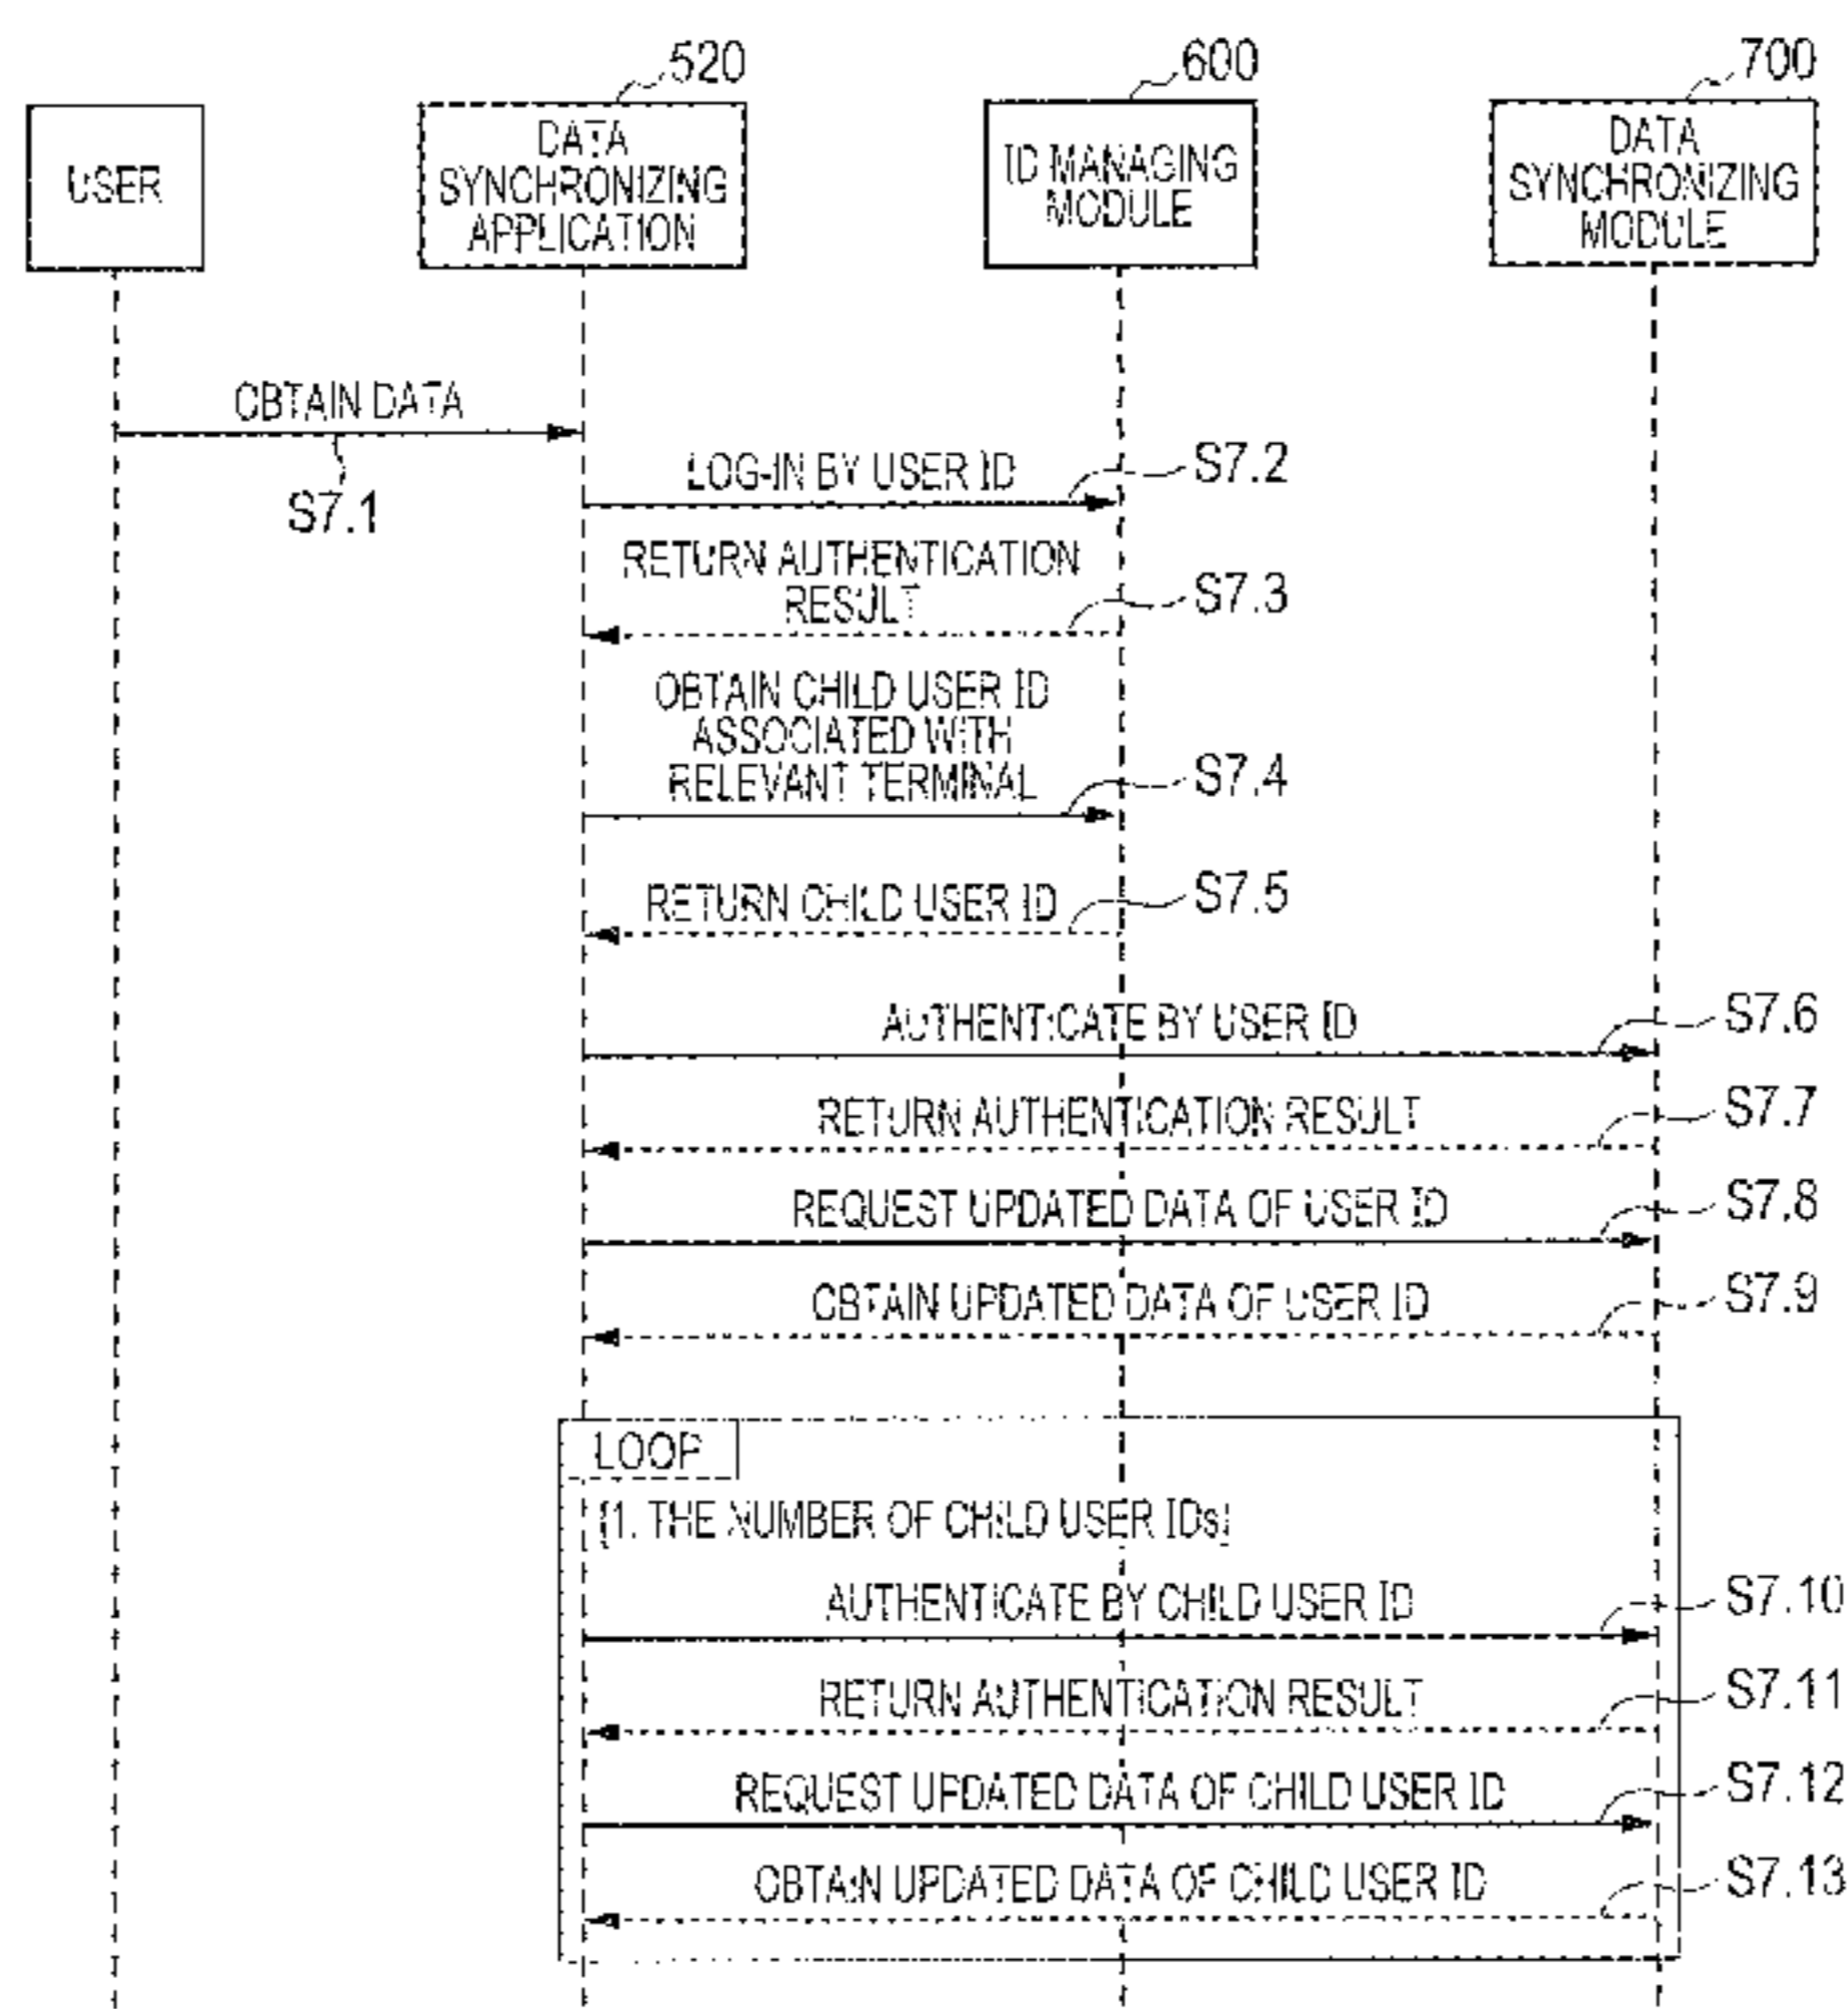 520
600
700
USER
DATA
SYNCHRONIZING
APPLICATION
ID MANAGING
MODULE
DATA
SYNCHRONIZING
MODULE
OBTAIN DATA
S7.1
LOG-IN BY USER ID
S7.2
RETURN AUTHENTICATION
RESULT
S7.3
OBTAIN CHILD USER ID
ASSOCIATED WITH
RELEVANT TERMINAL
S7.4
RETURN CHILD USER ID
S7.5
AUTHENTICATE BY USER ID
S7.6
RETURN AUTHENTICATION RESULT
S7.7
REQUEST UPDATED DATA OF USER ID
S7.8
OBTAIN UPDATED DATA OF USER ID
S7.9
LOOP
[1. THE NUMBER OF CHILD USER IDs]
AUTHENTICATE BY CHILD USER ID
S7.10
RETURN AUTHENTICATION RESULT
S7.11
REQUEST UPDATED DATA OF CHILD USER ID
S7.12
OBTAIN UPDATED DATA OF CHILD USER ID
S7.13